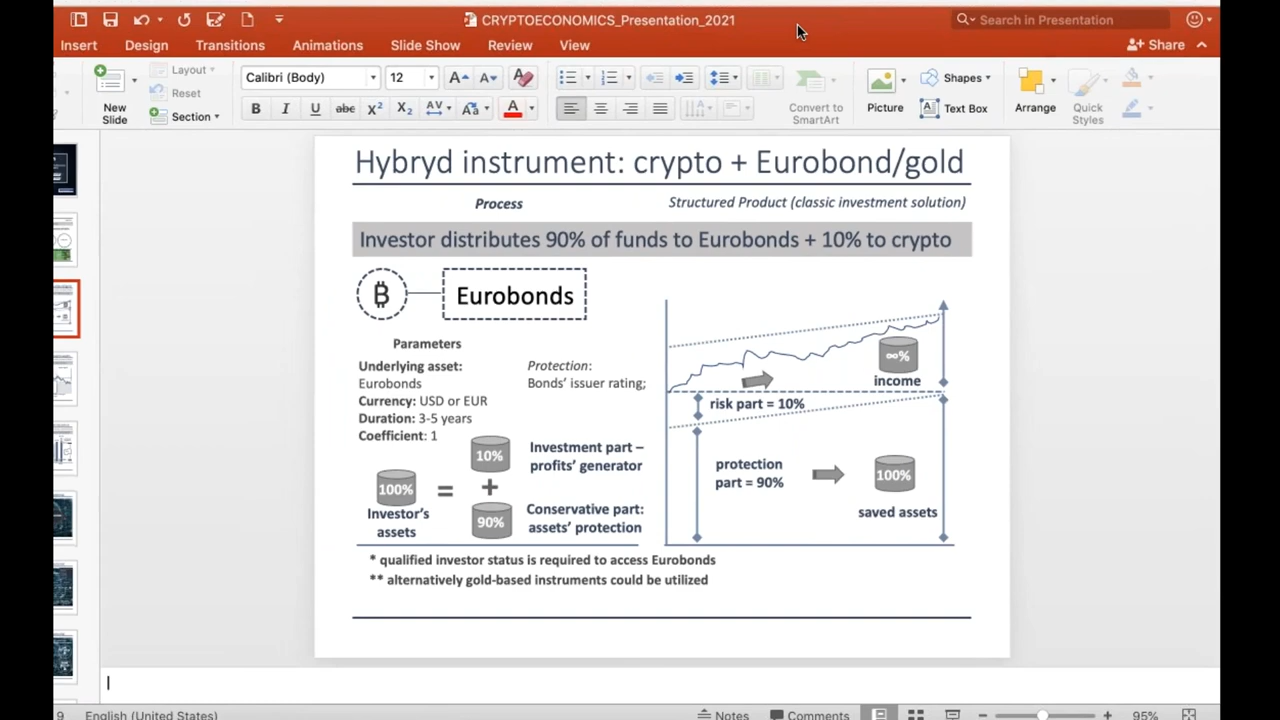 CRYPTOECONOMICS_Presentation_2021
Search in Presentation
Insert Design Transitions Animations Slide Show Review View
Share
New Slide
Layout
Reset
Section
Calibri (Body) 12
Convert to SmartArt
Picture
Shapes
Text Box
Arrange
Quick Styles
Hybryd instrument: crypto + Eurobond/gold
Process
Structured Product (classic investment solution)
Investor distributes 90% of funds to Eurobonds + 10% to crypto
₿
Eurobonds
Parameters
Underlying asset:
Eurobonds
Currency: USD or EUR
Duration: 3-5 years
Coefficient: 1
Protection:
Bonds' issuer rating;
100%
Investor's
assets
=
10%
+
90%
Investment part –
profits' generator
Conservative part:
assets' protection
∞%
income
risk part = 10%
protection
part = 90%
100%
saved assets
* qualified investor status is required to access Eurobonds
** alternatively gold-based instruments could be utilized
9 English (United States)
Notes
Comments
95%